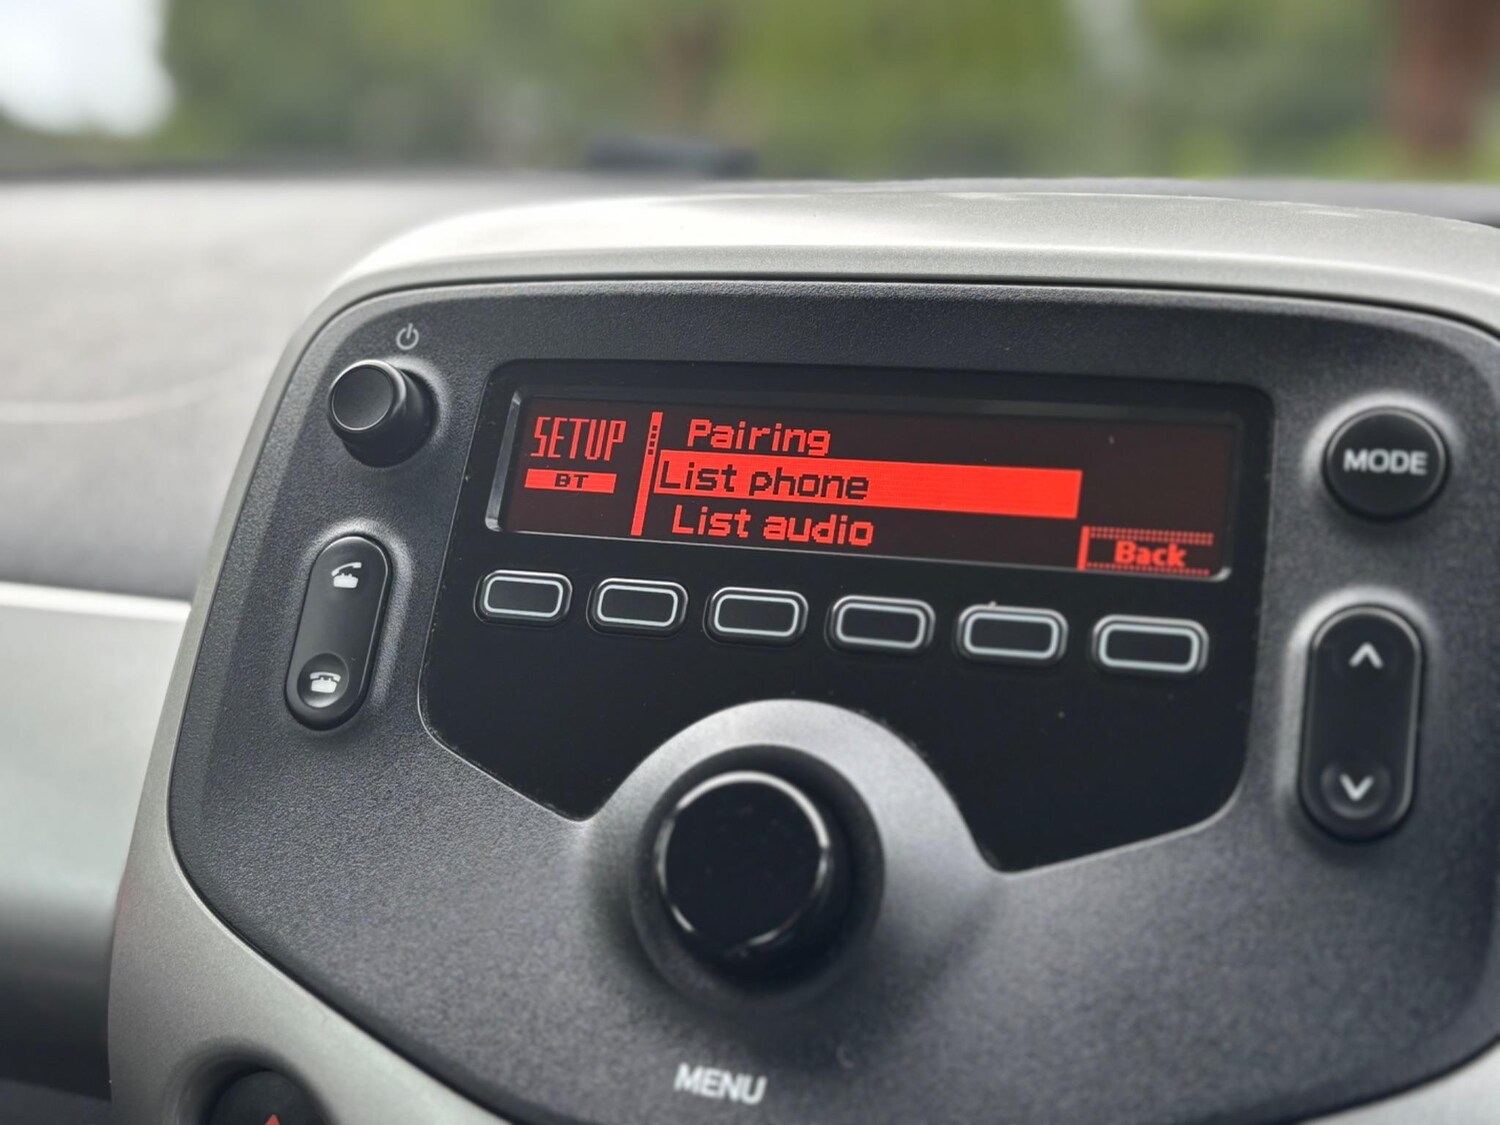 SETUP
BT
Pairing
List phone
List audio
Back
MODE
MENU